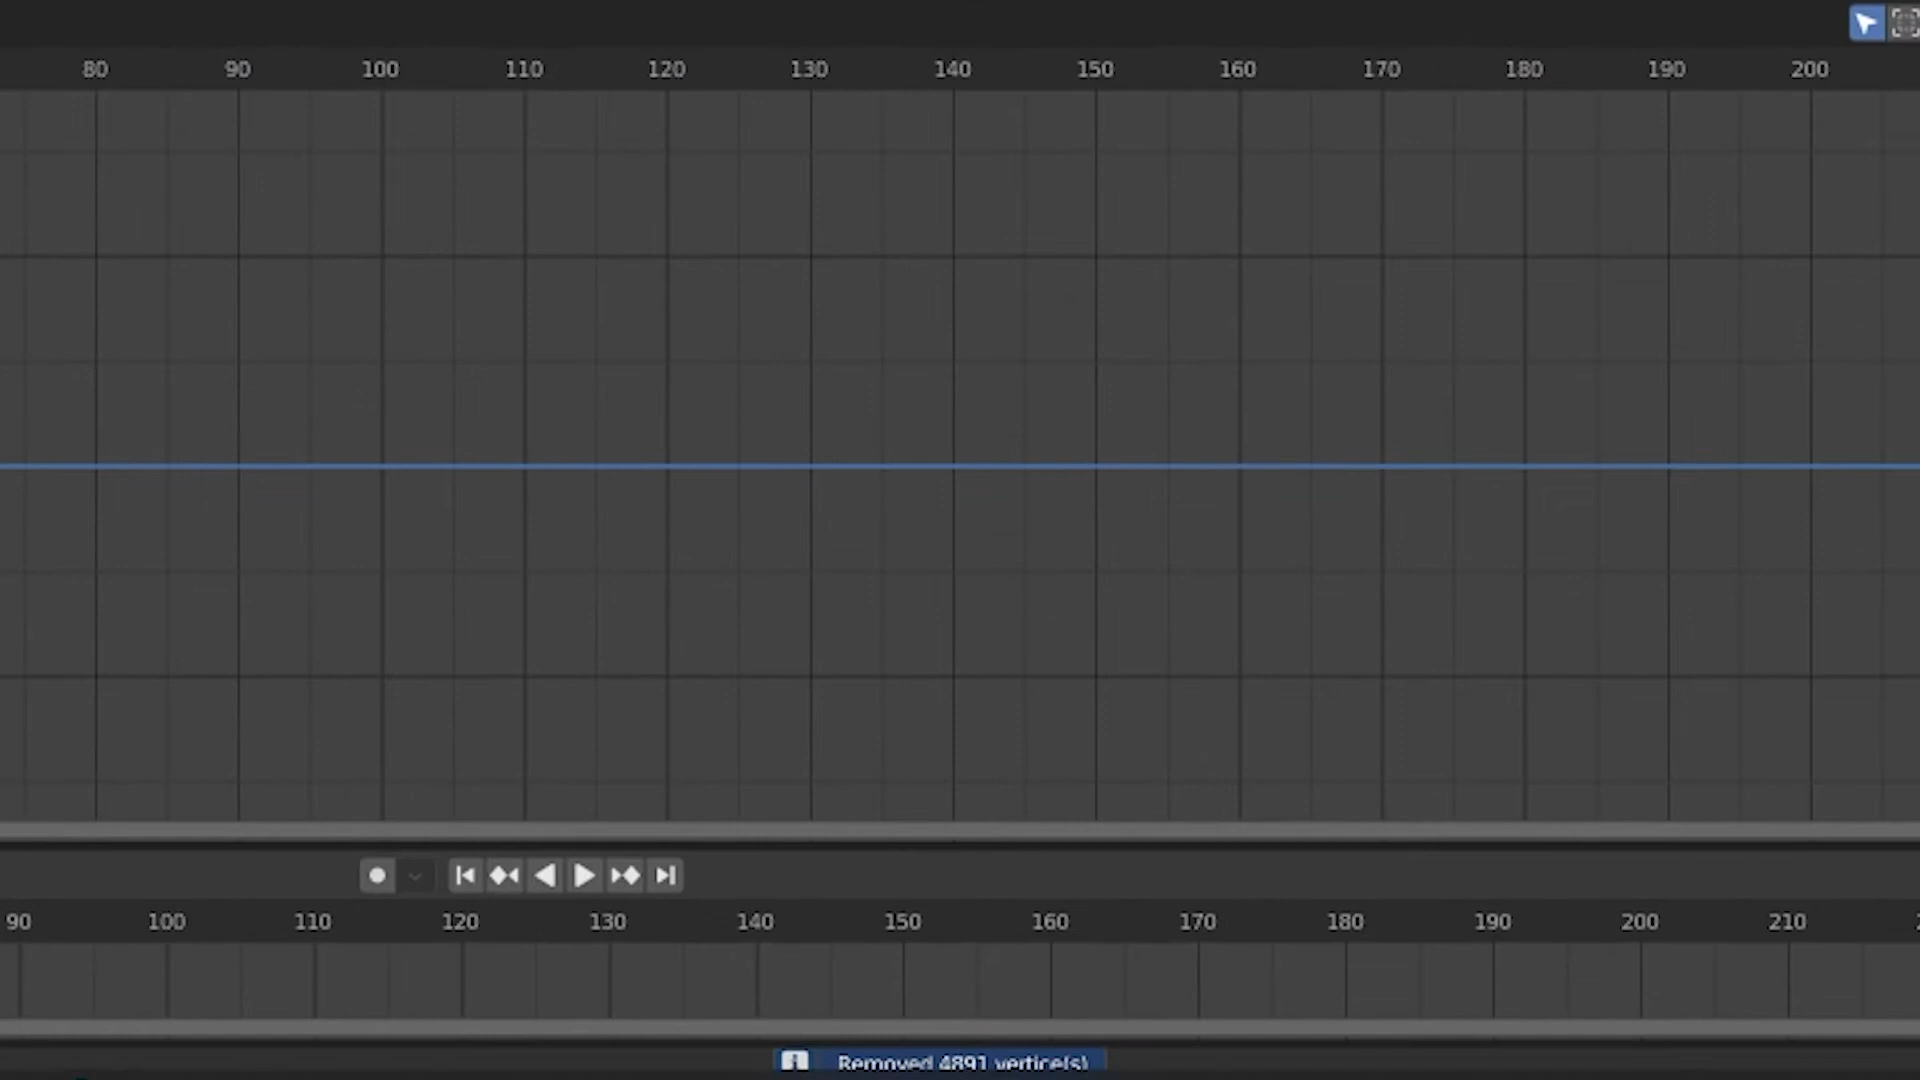 80 90 100 110 120 130 140 150 160 170 180 190 200
90 100 110 120 130 140 150 160 170 180 190 200 210
Removed 4891 vertice(s)